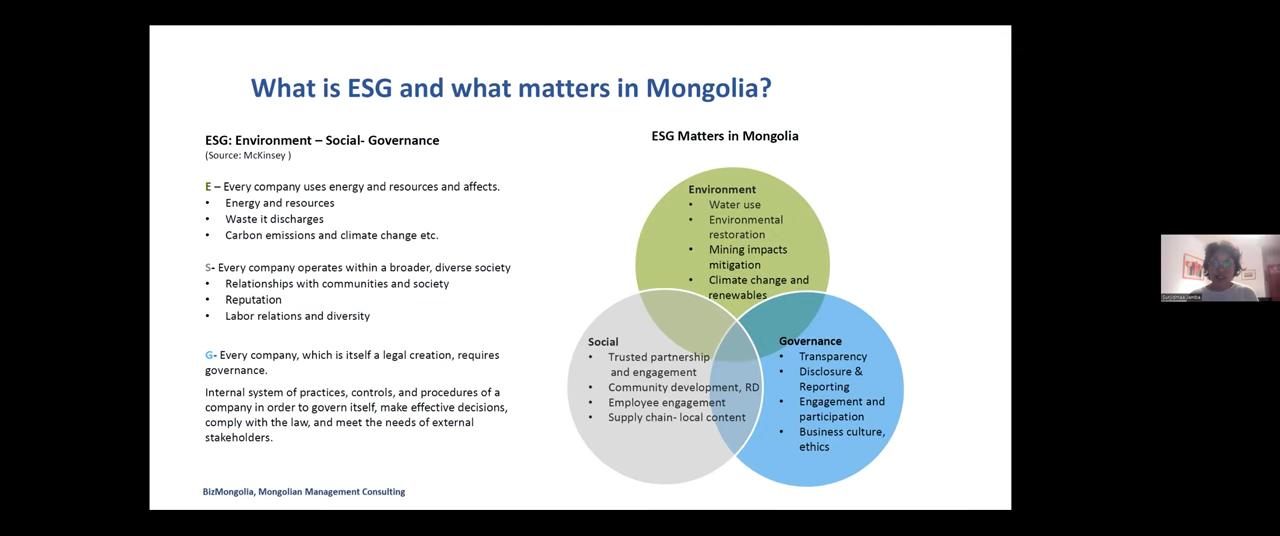 What is ESG and what matters in Mongolia?
ESG: Environment – Social- Governance
(Source: McKinsey )
E – Every company uses energy and resources and affects.
• Energy and resources
• Waste it discharges
• Carbon emissions and climate change etc.
S- Every company operates within a broader, diverse society
• Relationships with communities and society
• Reputation
• Labor relations and diversity
G- Every company, which is itself a legal creation, requires
governance.
Internal system of practices, controls, and procedures of a
company in order to govern itself, make effective decisions,
comply with the law, and meet the needs of external
stakeholders.
BizMongolia, Mongolian Management Consulting
ESG Matters in Mongolia
Environment
• Water use
• Environmental
restoration
• Mining impacts
mitigation
• Climate change and
renewables
Social
• Trusted partnership
and engagement
• Community development, RD
• Employee engagement
• Supply chain- local content
Governance
• Transparency
• Disclosure &
Reporting
• Engagement and
participation
• Business culture,
ethics